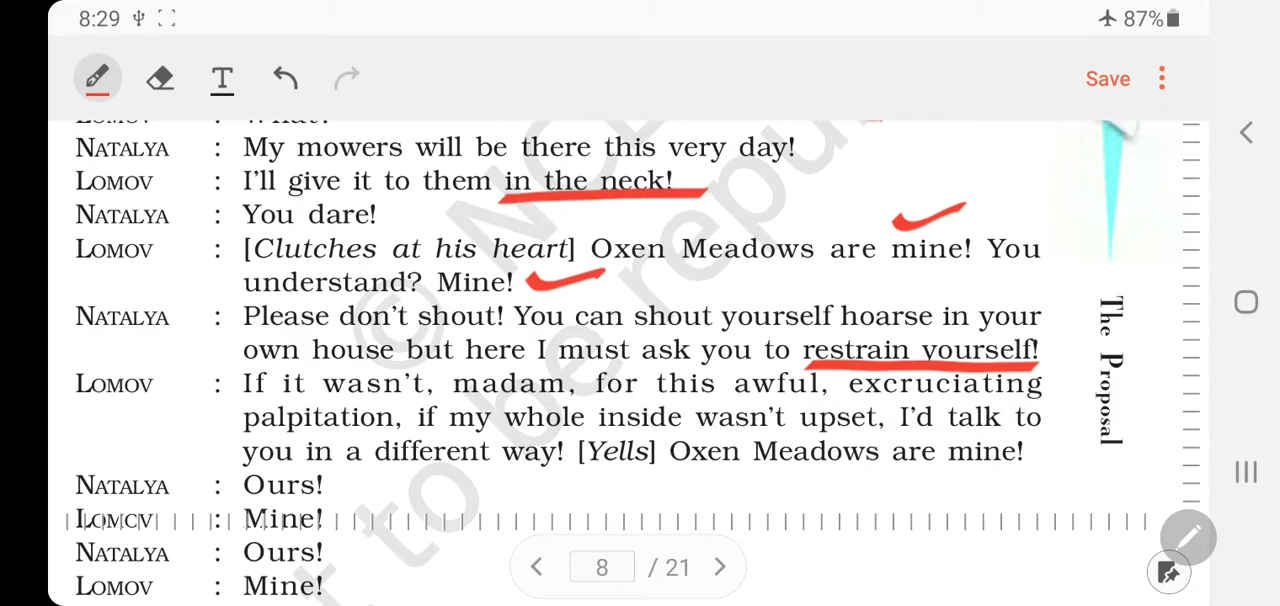 8:29
87%
Save
Lomov : What?
Natalya : My mowers will be there this very day!
Lomov : I'll give it to them in the neck!
Natalya : You dare!
Lomov : [Clutches at his heart] Oxen Meadows are mine! You
understand? Mine!
Natalya : Please don't shout! You can shout yourself hoarse in your
own house but here I must ask you to restrain yourself!
Lomov : If it wasn't, madam, for this awful, excruciating
palpitation, if my whole inside wasn't upset, I'd talk to
you in a different way! [Yells] Oxen Meadows are mine!
Natalya : Ours!
Lomov : Mine!
Natalya : Ours!
Lomov : Mine!
The Proposal
8 / 21